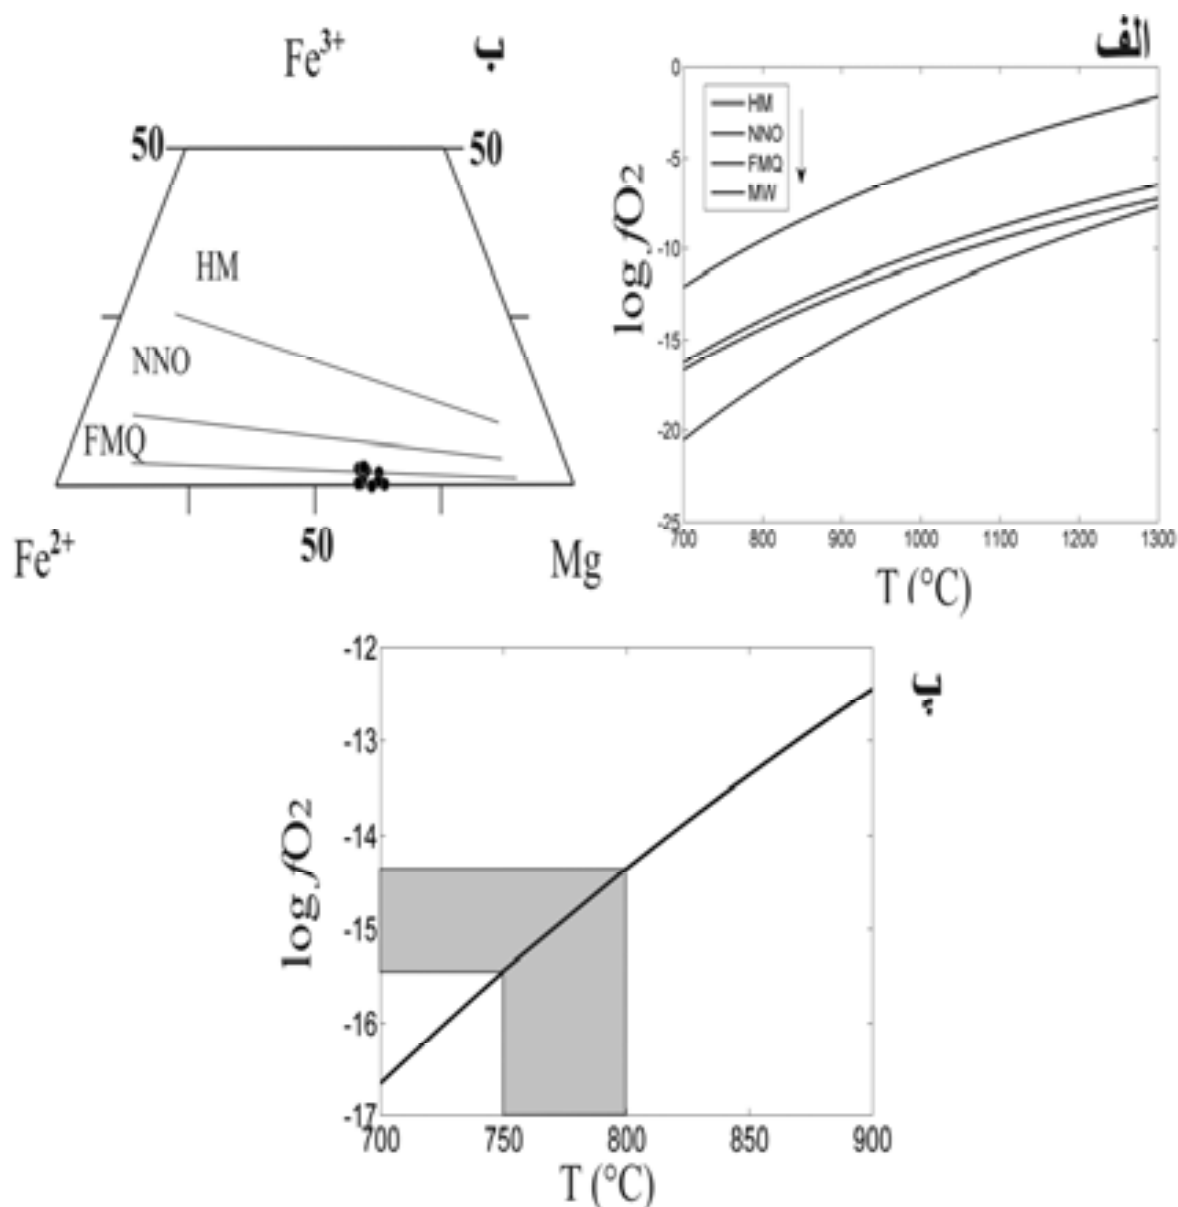 الف
0
-5
-10
-15
-20
-25
HM
NNO
FMQ
MW
log fO2
700 800 900 1000 1100 1200 1300
T (°C)
ب
Fe3+
50 50
HM
NNO
FMQ
50
Fe2+ Mg
پ
-12
-13
-14
-15
-16
-17
log fO2
700 750 800 850 900
T (°C)